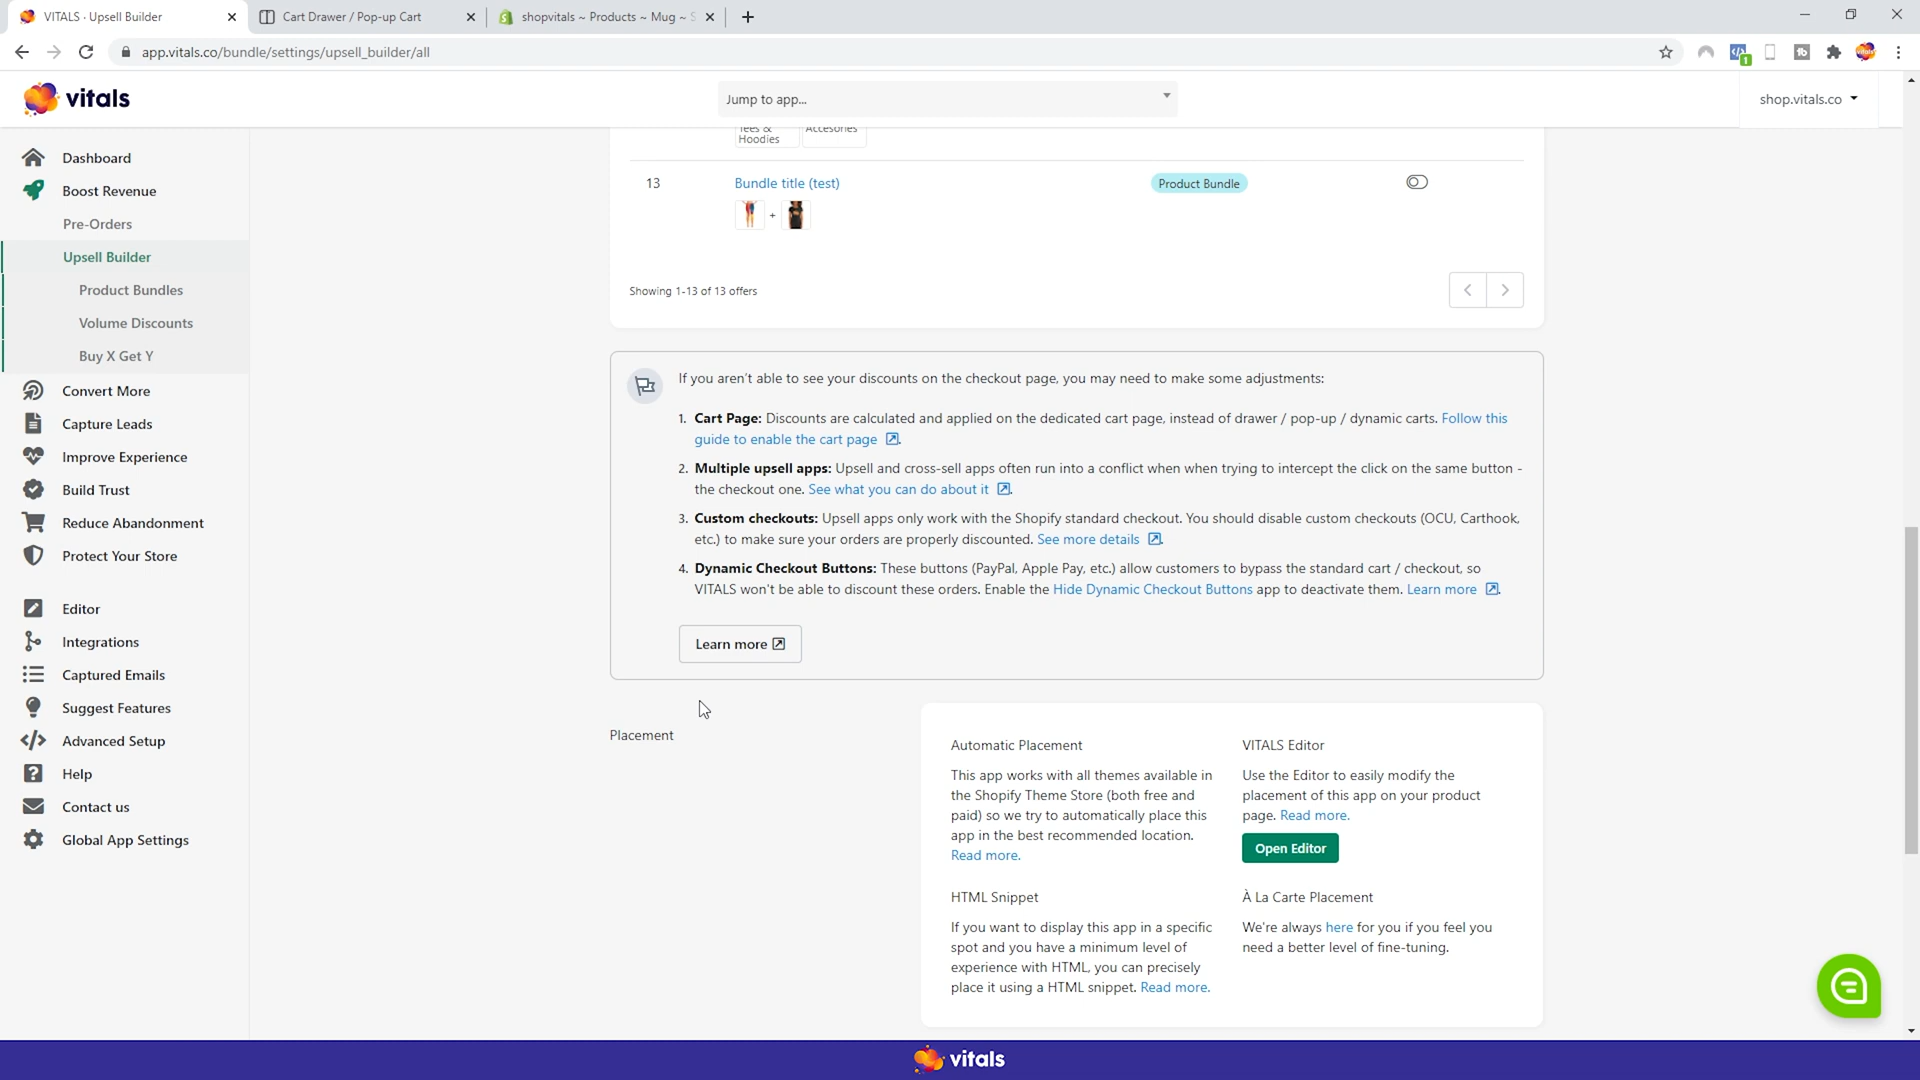 VITALS · Upsell Builder
Cart Drawer / Pop-up Cart
shopvitals ~ Products ~ Mug ~ S
app.vitals.co/bundle/settings/upsell_builder/all
1
vitals
Jump to app...
shop.vitals.co
Dashboard
Boost Revenue
Pre-Orders
Upsell Builder
Product Bundles
Volume Discounts
Buy X Get Y
Convert More
Capture Leads
Improve Experience
Build Trust
Reduce Abandonment
Protect Your Store
Editor
Integrations
Captured Emails
Suggest Features
Advanced Setup
Help
Contact us
Global App Settings
Tees & Accesories
Hoodies
13 Bundle title (test) Product Bundle
+
Showing 1-13 of 13 offers
If you aren't able to see your discounts on the checkout page, you may need to make some adjustments:
1. Cart Page: Discounts are calculated and applied on the dedicated cart page, instead of drawer / pop-up / dynamic carts. Follow this
guide to enable the cart page.
2. Multiple upsell apps: Upsell and cross-sell apps often run into a conflict when when trying to intercept the click on the same button -
the checkout one. See what you can do about it.
3. Custom checkouts: Upsell apps only work with the Shopify standard checkout. You should disable custom checkouts (OCU, Carthook,
etc.) to make sure your orders are properly discounted. See more details.
4. Dynamic Checkout Buttons: These buttons (PayPal, Apple Pay, etc.) allow customers to bypass the standard cart / checkout, so
VITALS won't be able to discount these orders. Enable the Hide Dynamic Checkout Buttons app to deactivate them. Learn more.
Learn more
Placement
Automatic Placement
This app works with all themes available in
the Shopify Theme Store (both free and
paid) so we try to automatically place this
app in the best recommended location.
Read more.
VITALS Editor
Use the Editor to easily modify the
placement of this app on your product
page. Read more.
Open Editor
HTML Snippet
If you want to display this app in a specific
spot and you have a minimum level of
experience with HTML, you can precisely
place it using a HTML snippet. Read more.
À La Carte Placement
We're always here for you if you feel you
need a better level of fine-tuning.
vitals